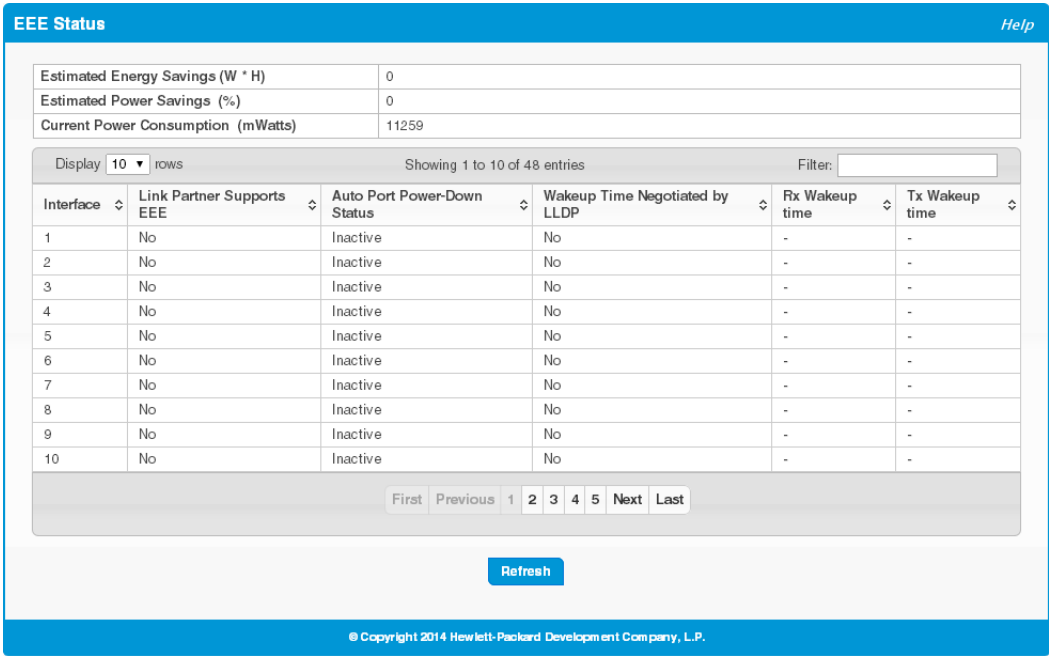 EEE Status Help
Estimated Energy Savings (W * H) 0
Estimated Power Savings (%) 0
Current Power Consumption (mWatts) 11259
Display 10 rows Showing 1 to 10 of 48 entries Filter:
Interface Link Partner Supports EEE Auto Port Power-Down Status Wakeup Time Negotiated by LLDP Rx Wakeup time Tx Wakeup time
1 No Inactive No - -
2 No Inactive No - -
3 No Inactive No - -
4 No Inactive No - -
5 No Inactive No - -
6 No Inactive No - -
7 No Inactive No - -
8 No Inactive No - -
9 No Inactive No - -
10 No Inactive No - -
First Previous 1 2 3 4 5 Next Last
Refresh
© Copyright 2014 Hewlett-Packard Development Company, L.P.